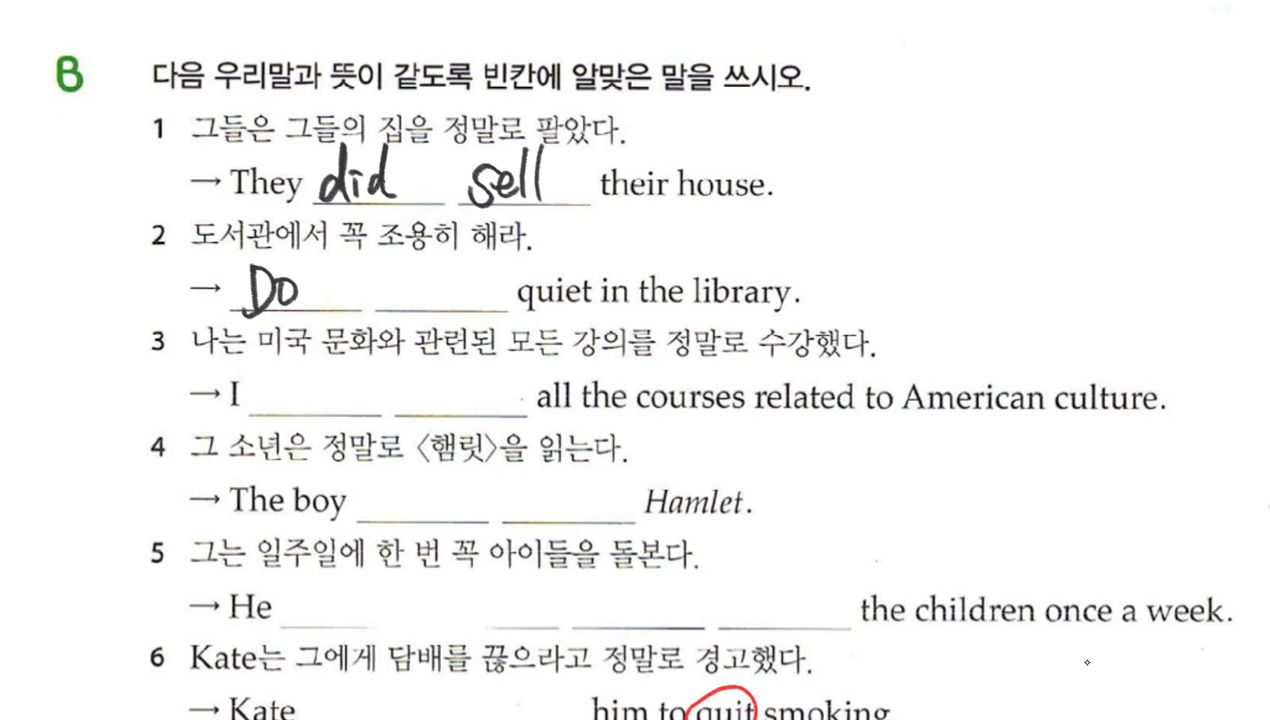 B 다음 우리말과 뜻이 같도록 빈칸에 알맞은 말을 쓰시오.
1 그들은 그들의 집을 정말로 팔았다.
→ They did sell their house.
2 도서관에서 꼭 조용히 해라.
→ Do quiet in the library.
3 나는 미국 문화와 관련된 모든 강의를 정말로 수강했다.
→ I all the courses related to American culture.
4 그 소년은 정말로 〈햄릿〉을 읽는다.
→ The boy Hamlet.
5 그는 일주일에 한 번 꼭 아이들을 돌본다.
→ He the children once a week.
6 Kate는 그에게 담배를 끊으라고 정말로 경고했다.
→ Kate him to quit smoking.